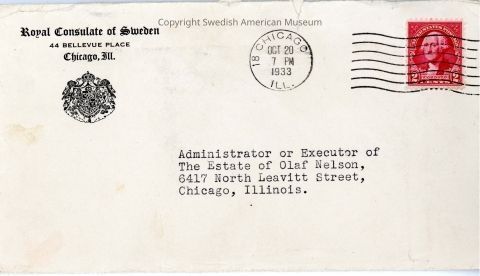 Copyright Swedish American Museum
Royal Consulate of Sweden
44 BELLEVUE PLACE
Chicago, Ill.
18 CHICAGO
OCT 20
7 PM
1933
ILL.
2 CENTS 2
Administrator or Executor of
The Estate of Olaf Nelson,
6417 North Leavitt Street,
Chicago, Illinois.